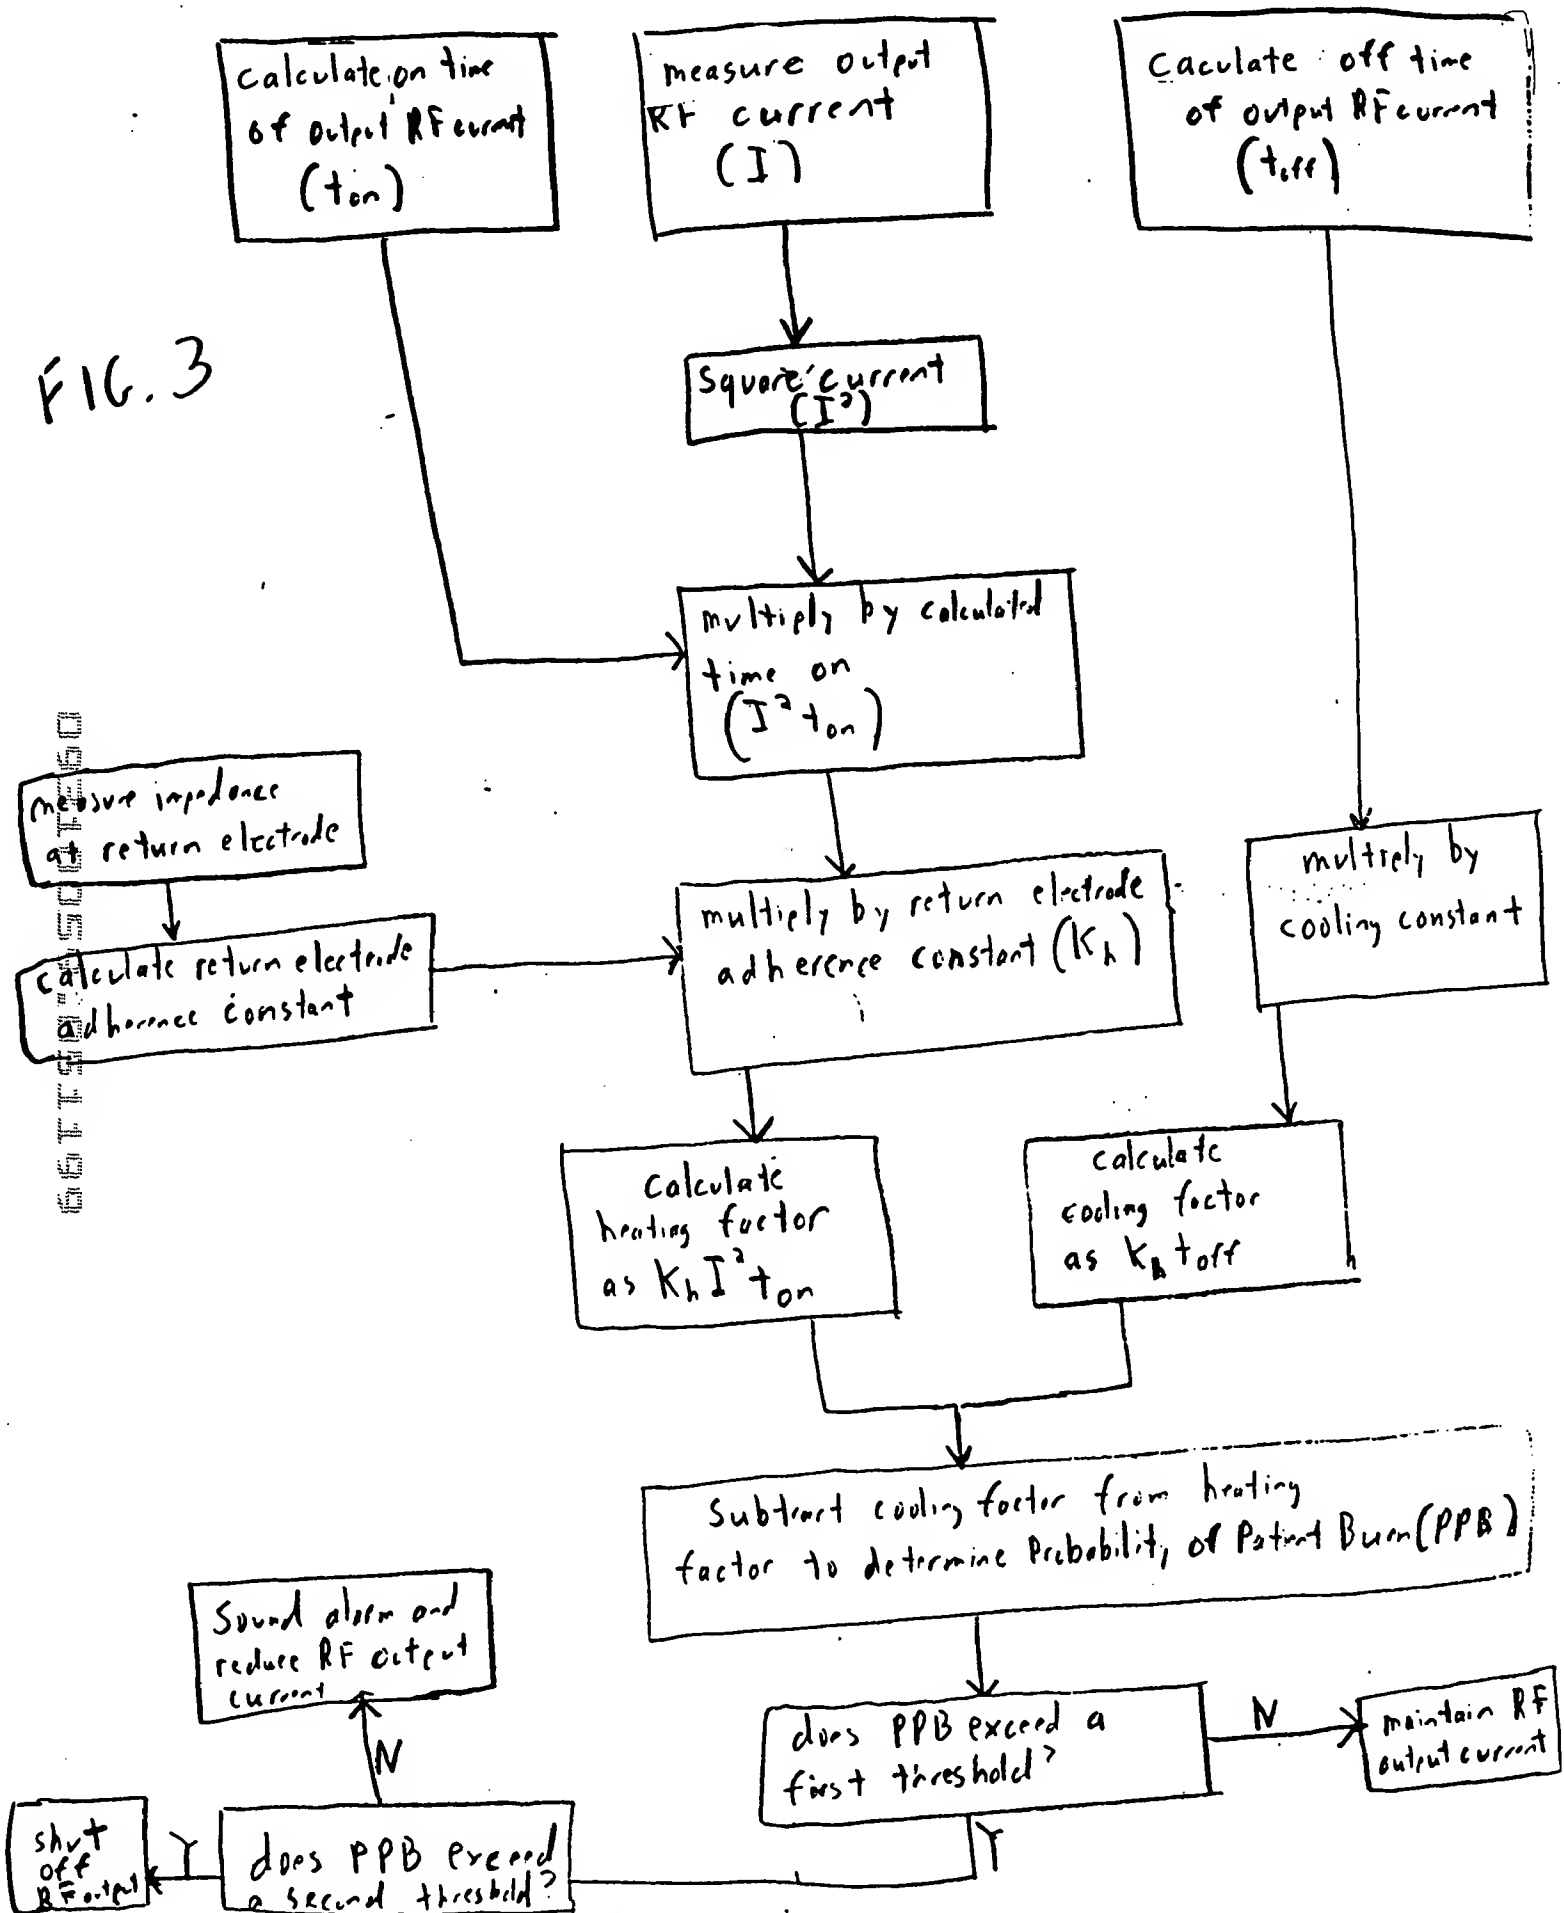 Calculate on time
of output RF current
(ton)
measure output
RF current
(I)
Caculate off time
of output RF current
(toff)
FIG. 3
Square current
(I²)
multiply by calculated
time on
(I² ton)
measure impedance
at return electrode
calculate return electrode
adherence constant
multiply by return electrode
adherence constant (Kh)
multiply by
cooling constant
Calculate
heating factor
as Kh I² ton
Calculate
cooling factor
as toff
Subtract cooling factor from heating
factor to determine Probability of Patient Burn (PPB)
Sound alarm and
reduce RF output
current
N
does PPB exceed a
first threshold?
N
maintain RF
output current
Y
does PPB exceed
a second threshold?
Y
shut
off
RF output